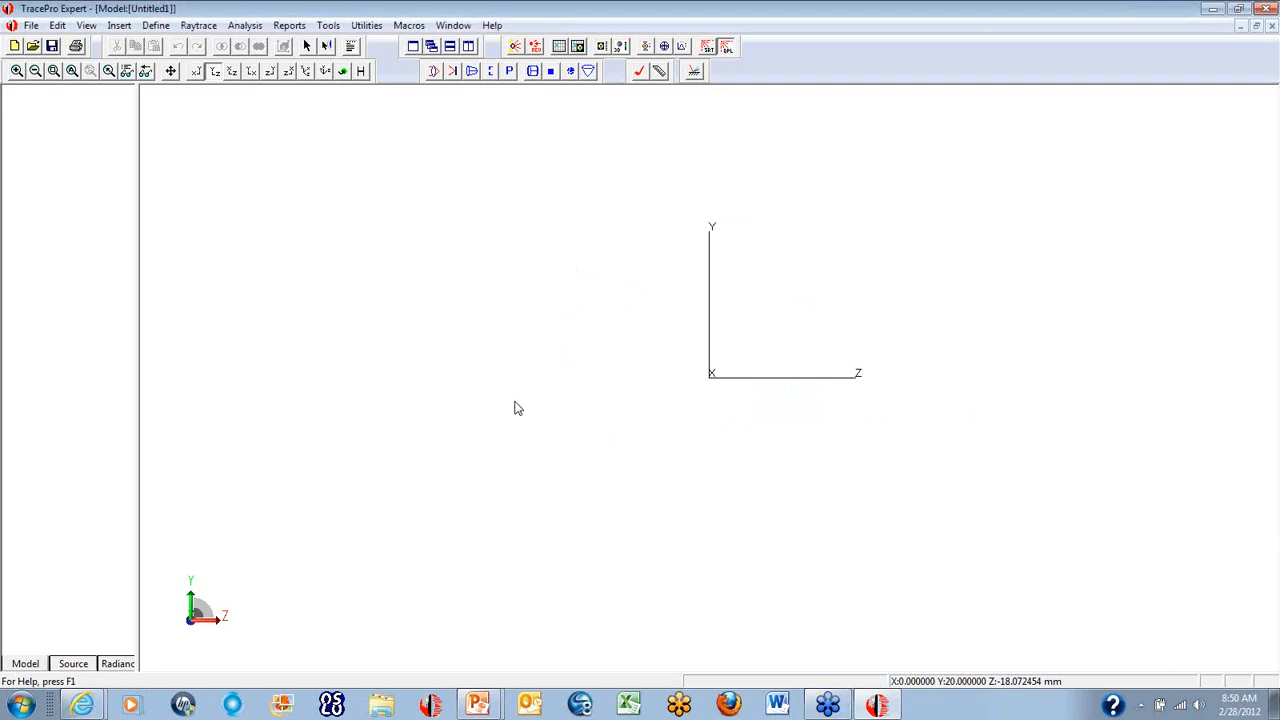 TracePro Expert - [Model:[Untitled1]]
File Edit View Insert Define Raytrace Analysis Reports Tools Utilities Macros Window Help
Y
X Z
Y
Z
Model Source Radianc
For Help, press F1
X:0.000000 Y:20.000000 Z:-18.072454 mm
8:50 AM
2/28/2012